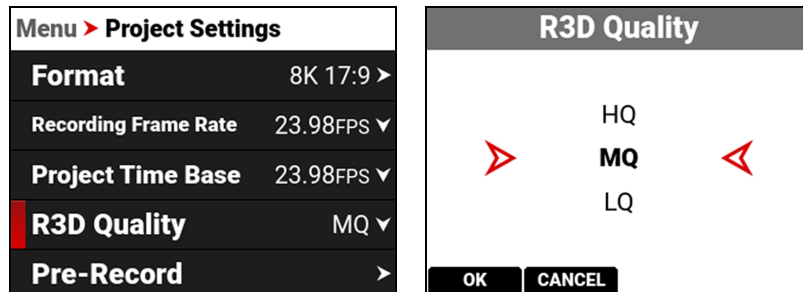 Menu ➤ Project Settings
Format 8K 17:9
Recording Frame Rate 23.98FPS
Project Time Base 23.98FPS
R3D Quality MQ
Pre-Record
R3D Quality
HQ
MQ
LQ
OK CANCEL